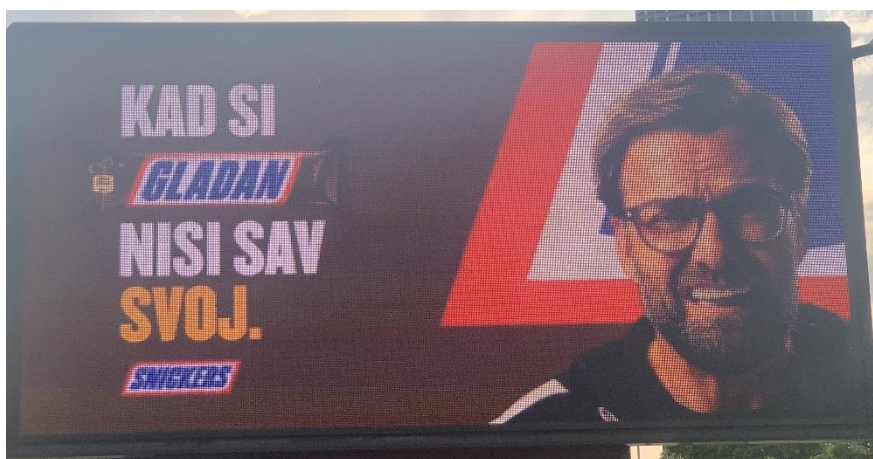 KAD SI
GLADAN
NISI SAV
SVOJ.
SNICKERS